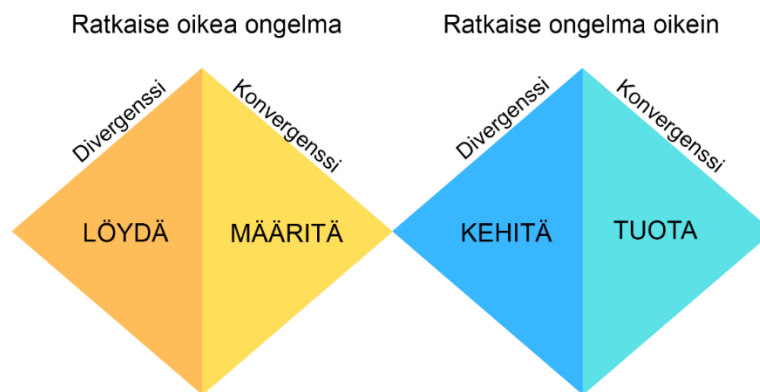 Ratkaise oikea ongelma
Ratkaise ongelma oikein
Divergenssi
Konvergenssi
Divergenssi
Konvergenssi
LÖYDÄ
MÄÄRITÄ
KEHITÄ
TUOTA